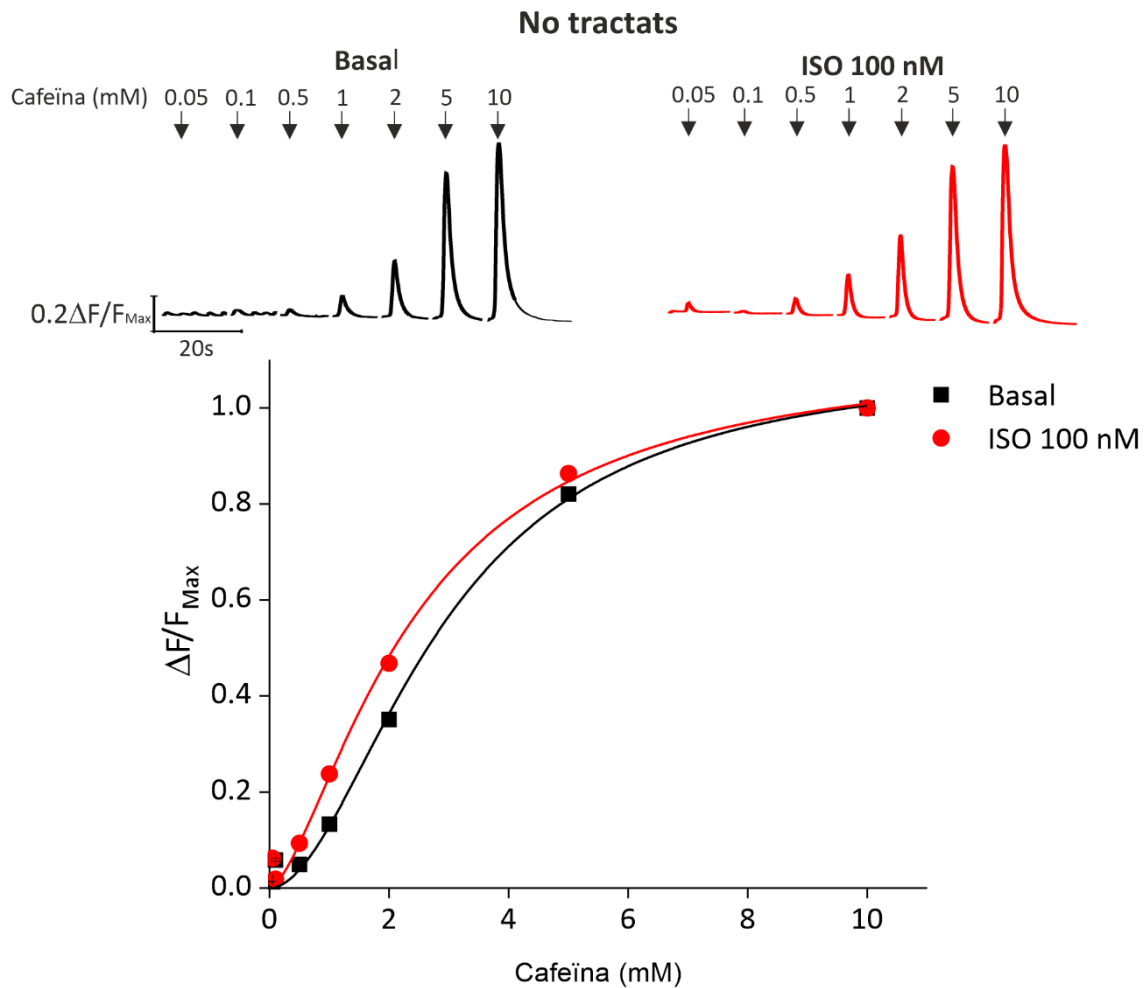 No tractats
Basal
ISO 100 nM
Cafeïna (mM) 0.05 0.1 0.5 1 2 5 10
0.05 0.1 0.5 1 2 5 10
0.2ΔF/FMax
20s
Basal
ISO 100 nM
1.0
0.8
0.6
0.4
0.2
0.0
ΔF/FMax
0 2 4 6 8 10
Cafeïna (mM)